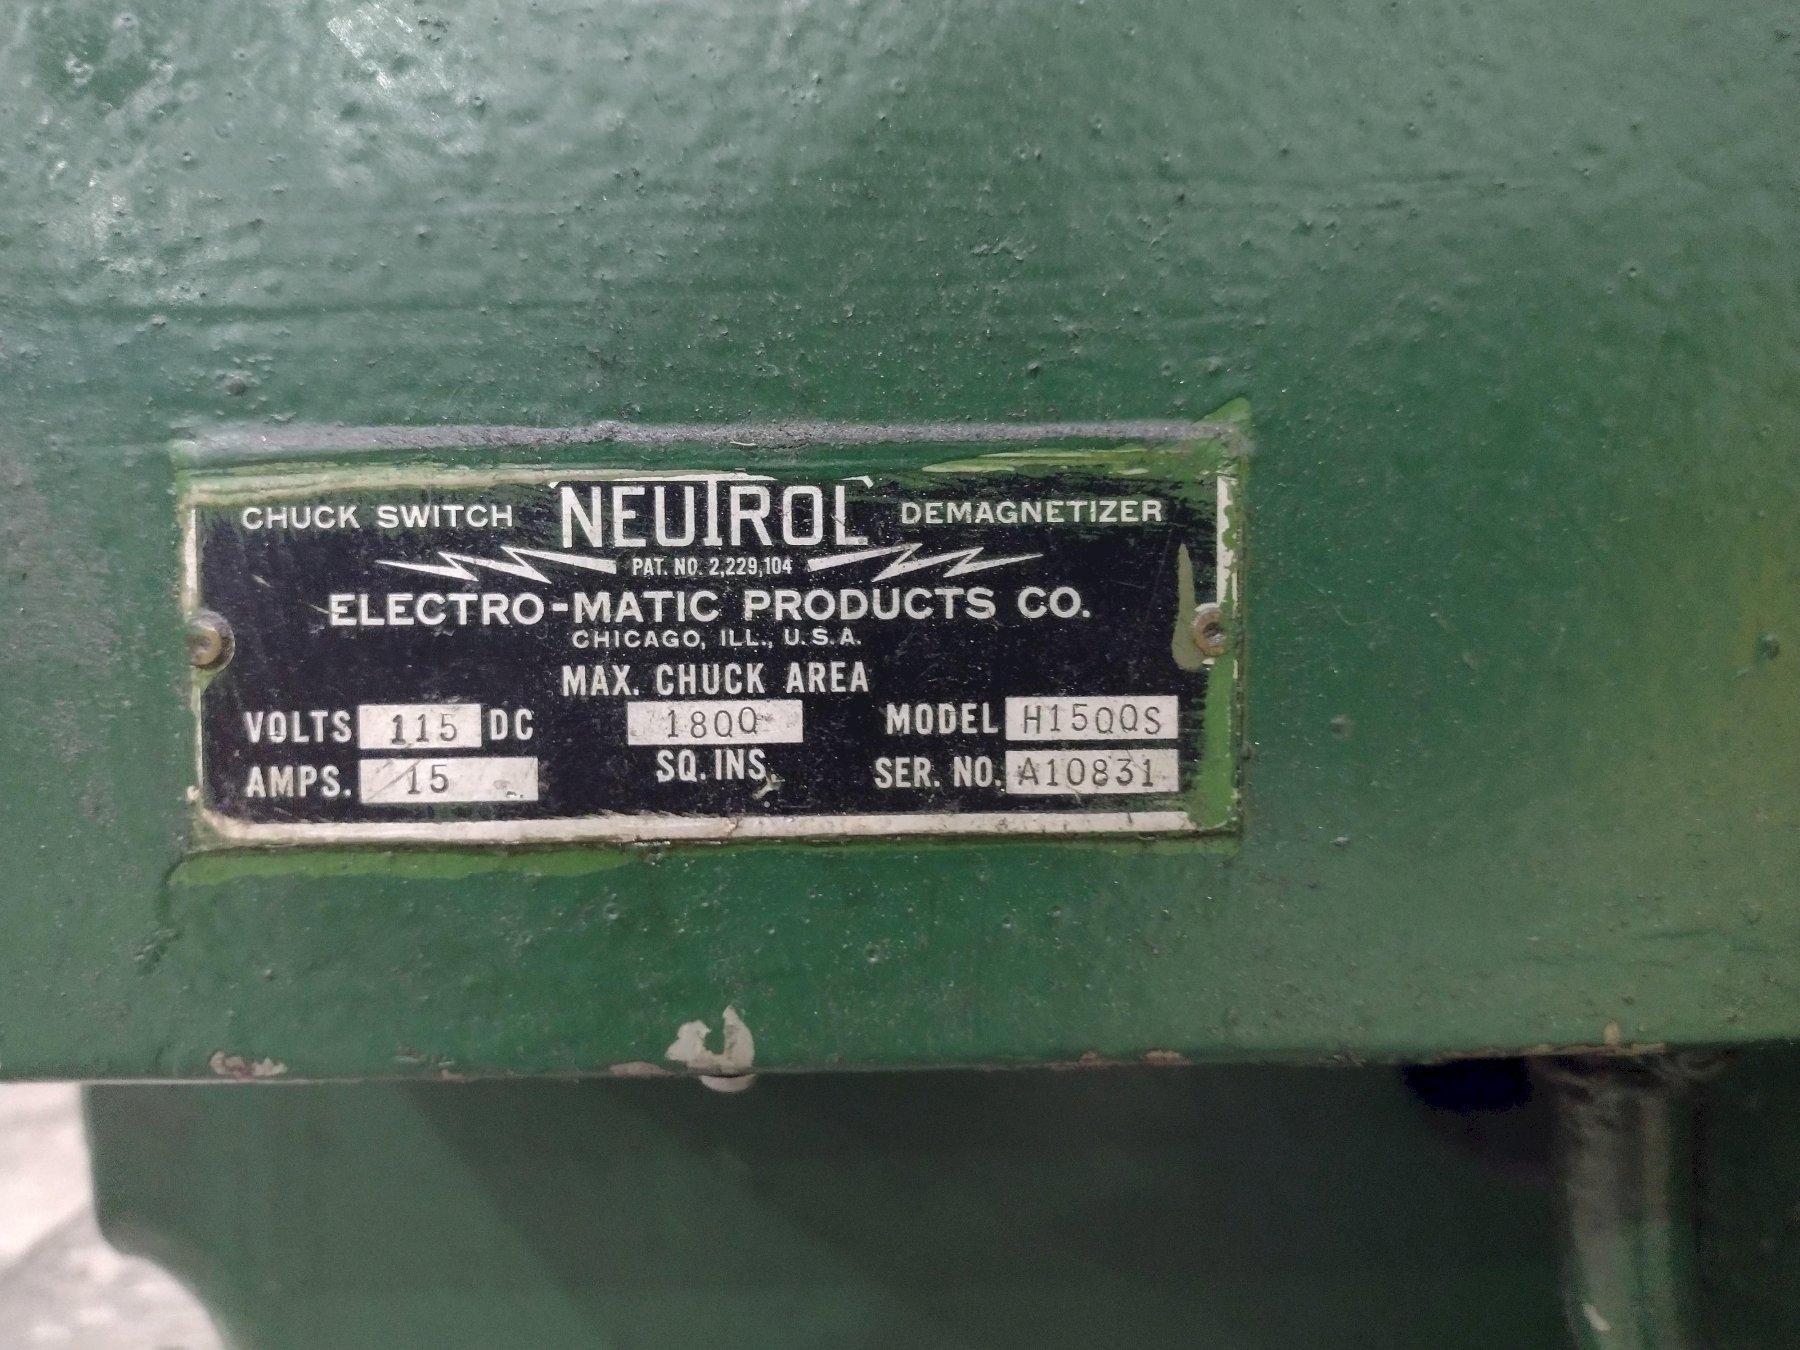 CHUCK SWITCH NEUTROL DEMAGNETIZER
PAT. NO. 2,229,104
ELECTRO-MATIC PRODUCTS CO.
CHICAGO, ILL., U.S.A.
MAX. CHUCK AREA
VOLTS 115 DC 1800 MODEL H1500S
AMPS. 15 SQ. INS. SER. NO. A10831